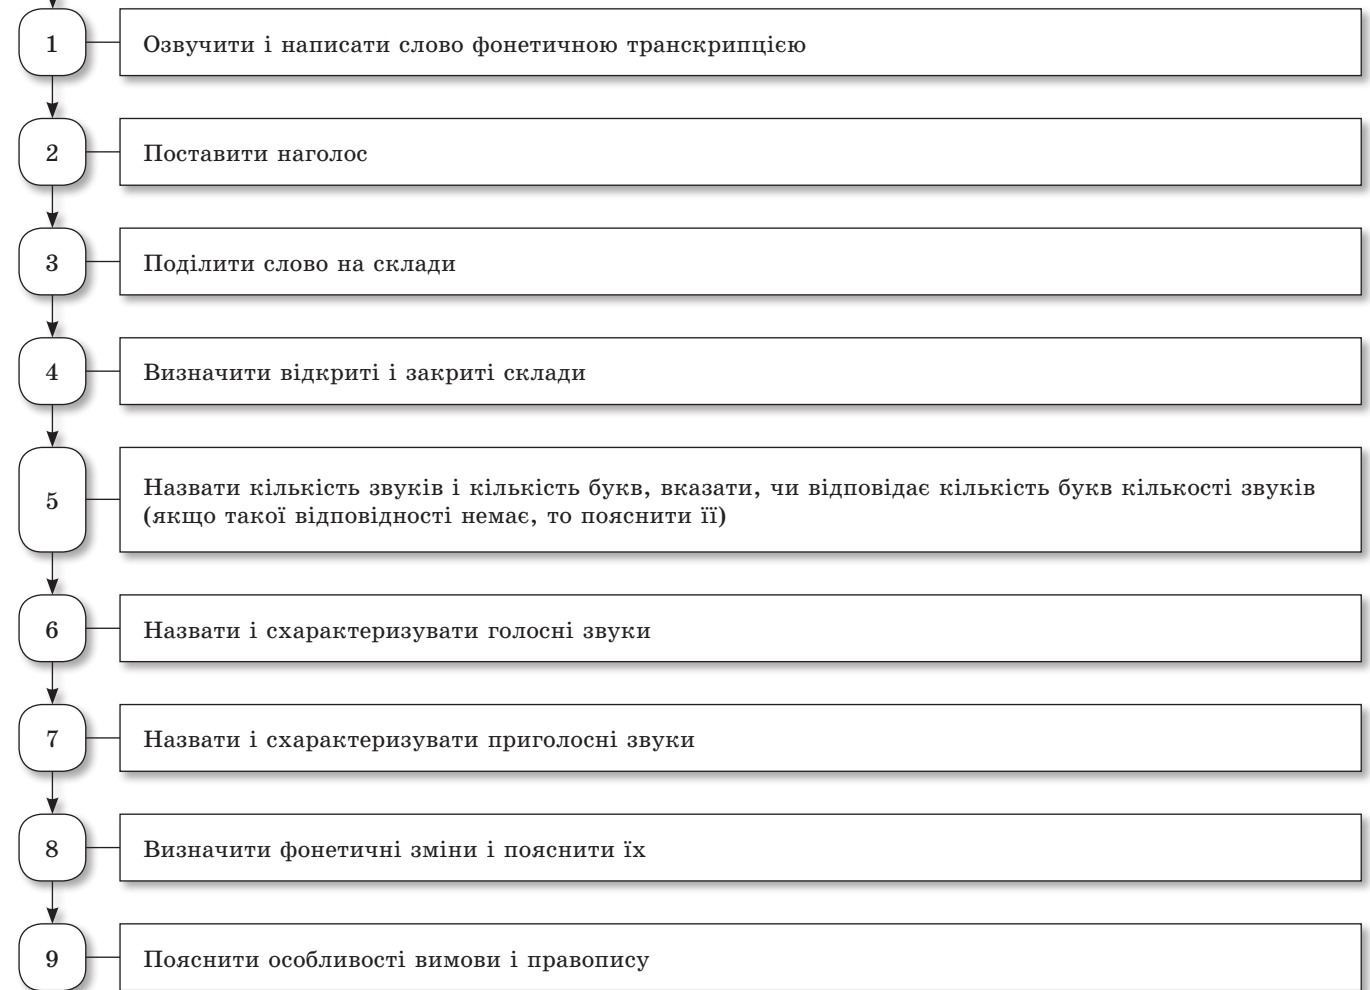 1 Озвучити і написати слово фонетичною транскрипцією
2 Поставити наголос
3 Поділити слово на склади
4 Визначити відкриті і закриті склади
5 Назвати кількість звуків і кількість букв, вказати, чи відповідає кількість букв кількості звуків
(якщо такої відповідності немає, то пояснити її)
6 Назвати і схарактеризувати голосні звуки
7 Назвати і схарактеризувати приголосні звуки
8 Визначити фонетичні зміни і пояснити їх
9 Пояснити особливості вимови і правопису